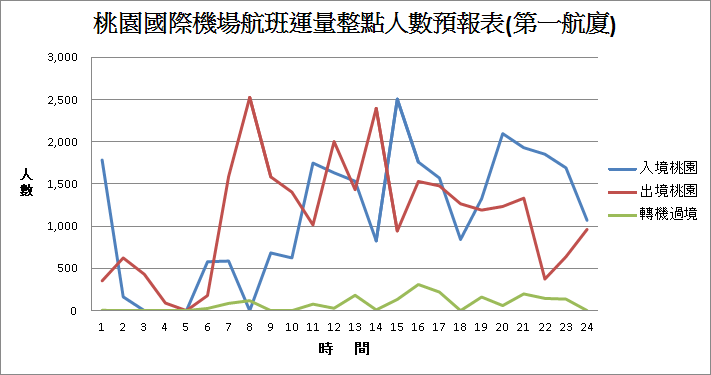 桃園國際機場航班運量整點人數預報表(第一航廈)
3,000
2,500
2,000
1,500
1,000
500
0
人
數
1 2 3 4 5 6 7 8 9 10 11 12 13 14 15 16 17 18 19 20 21 22 23 24
時 間
入境桃園
出境桃園
轉機過境